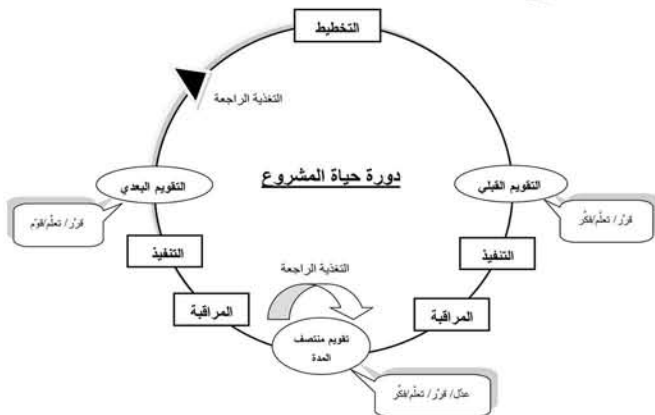 التخطيط
التغذية الراجعة
دورة حياة المشروع
التقويم البعدي
التقويم القبلي
قرّر/ تعلّم/قوّم
قرّر/ تعلّم/فكّر
التنفيذ
التنفيذ
التغذية الراجعة
المراقبة
المراقبة
تقويم منتصف
المدة
عدّل/ قرّر/ تعلّم/فكّر